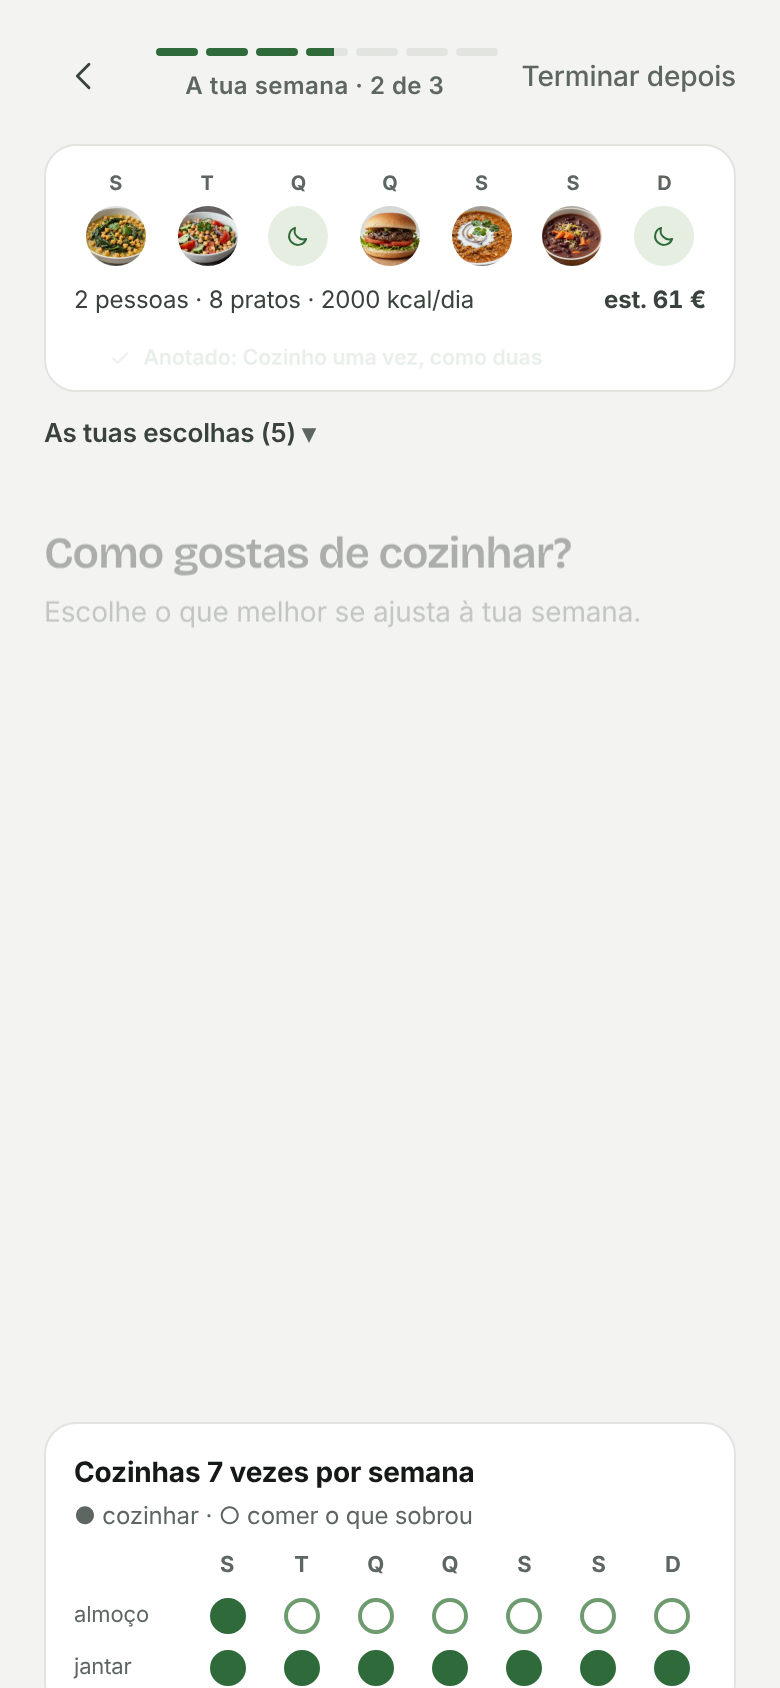 A tua semana · 2 de 3
Terminar depois
S T Q Q S S D
2 pessoas · 8 pratos · 2000 kcal/dia est. 61 €
Anotado: Cozinho uma vez, como duas
As tuas escolhas (5) ▾
Como gostas de cozinhar?
Escolhe o que melhor se ajusta à tua semana.
Cozinhas 7 vezes por semana
● cozinhar · ○ comer o que sobrou
S T Q Q S S D
almoço
jantar